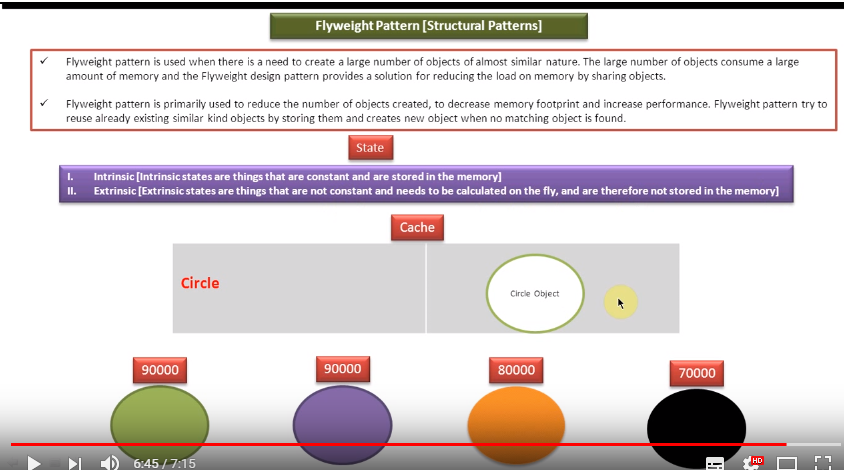 Flyweight Pattern [Structural Patterns]
✓ Flyweight pattern is used when there is a need to create a large number of objects of almost similar nature. The large number of objects consume a large
amount of memory and the Flyweight design pattern provides a solution for reducing the load on memory by sharing objects.
✓ Flyweight pattern is primarily used to reduce the number of objects created, to decrease memory footprint and increase performance. Flyweight pattern try to
reuse already existing similar kind objects by storing them and creates new object when no matching object is found.
State
I. Intrinsic [Intrinsic states are things that are constant and are stored in the memory]
II. Extrinsic [Extrinsic states are things that are not constant and needs to be calculated on the fly, and are therefore not stored in the memory]
Cache
Circle
Circle Object
90000
90000
80000
70000
6:45 / 7:15
HD